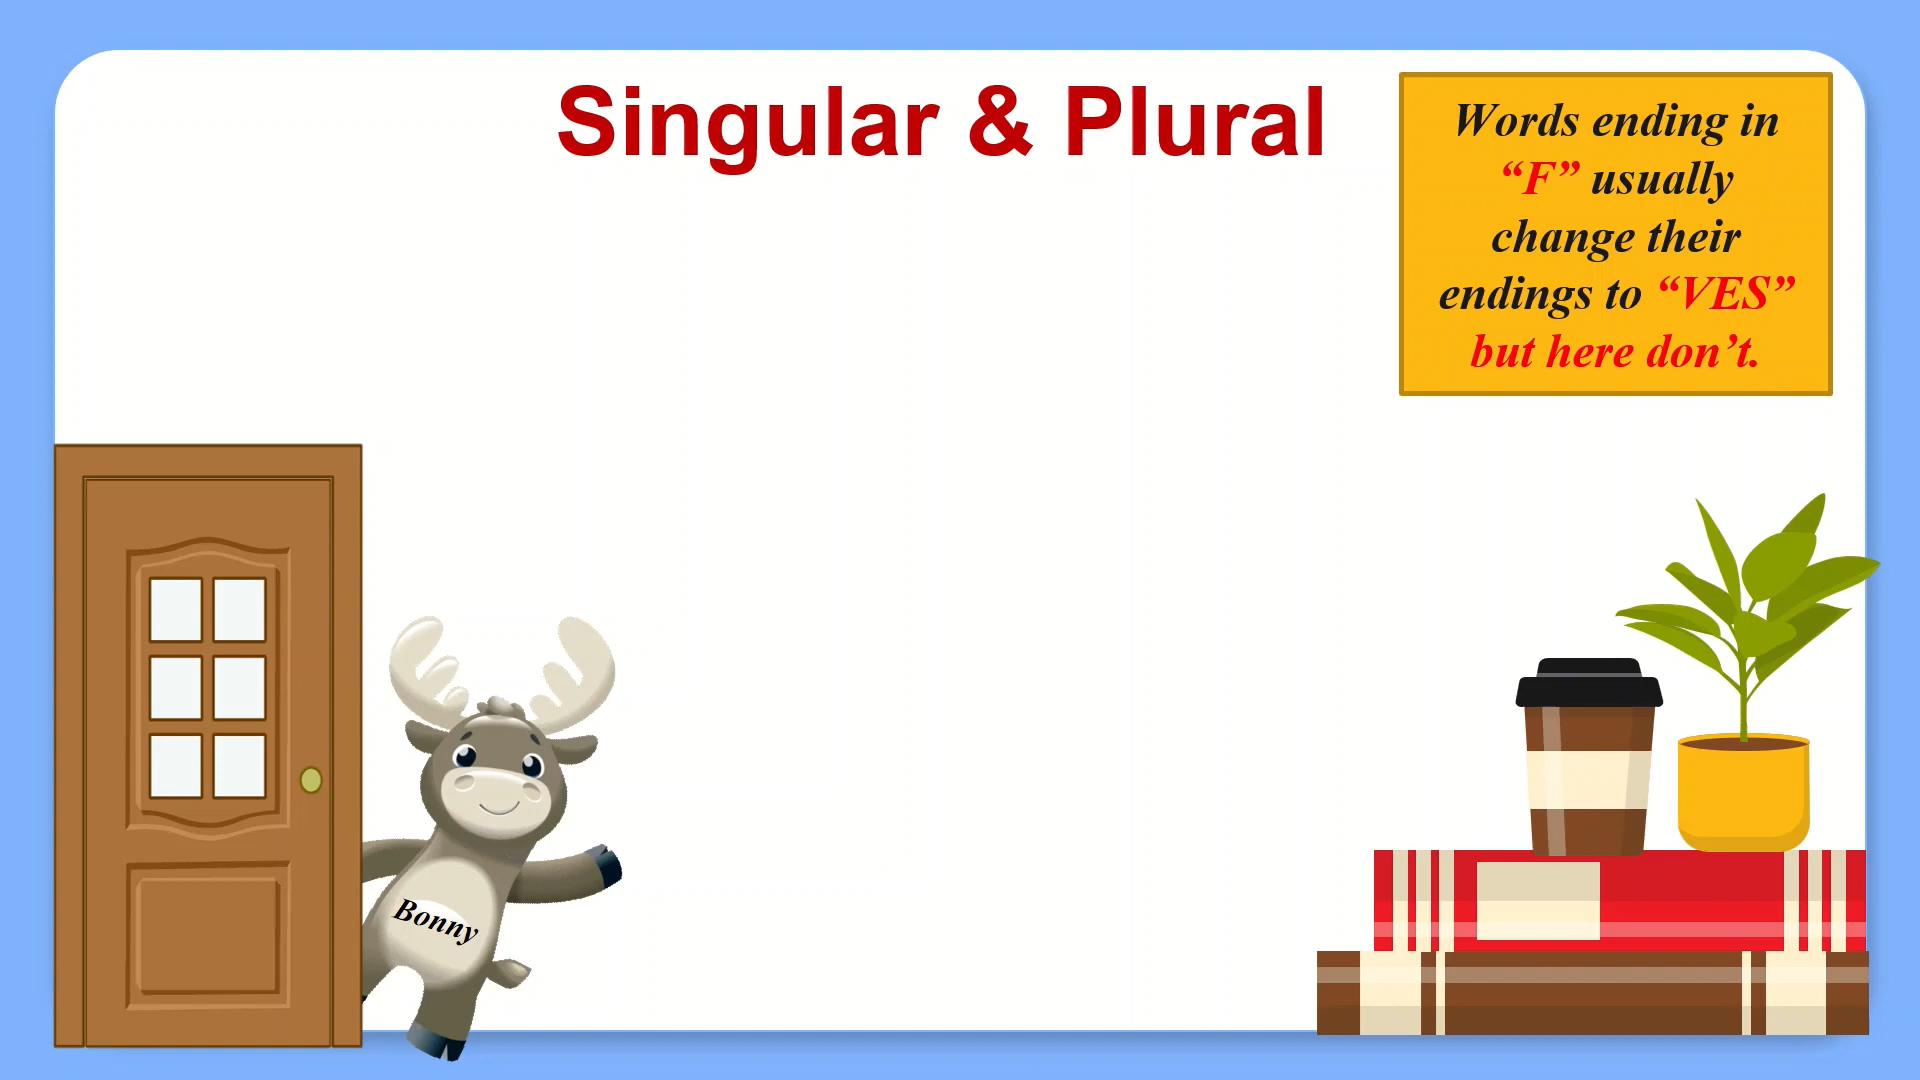 Singular & Plural
Words ending in
“F” usually
change their
endings to “VES”
but here don’t.
Bonny